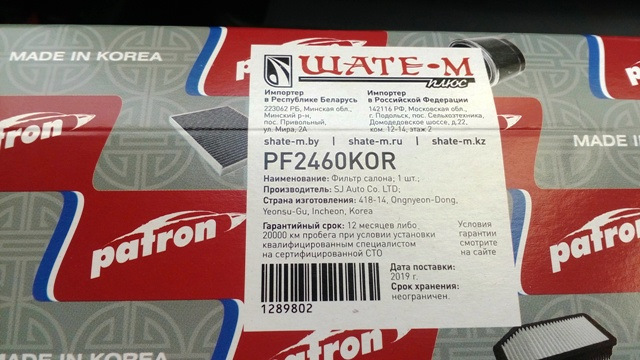 MADE IN KOREA
patron
ШАТЕ-М
ПЛЮС
Импортер
в Республике Беларусь
223062 РБ, Минская обл.,
Минский р-н,
пос. Привольный,
ул. Мира, 2А
Импортер
в Российской Федерации
142116 РФ, Московская обл.,
г. Подольск, пос. Сельхозтехника,
Домодедовское шоссе, д.22,
ком. 12-14, этаж 2
shate-m.by | shate-m.ru | shate-m.kz
PF2460KOR
Наименование: Фильтр салона; 1 шт.;
Производитель: SJ Auto Co. LTD;
Страна изготовления: 418-14, Qngnyeon-Dong,
Yeonsu-Gu, Incheon, Korea
Гарантийный срок: 12 месяцев либо
20000 км пробега при условии установки
квалифицированным специалистом
на сертифицированной СТО
Условия
гарантии
смотрите
на сайте
1289802
Дата поставки:
2019 г.
Срок хранения:
неограничен.
patron
patron
MADE IN KOREA
patron
patron
MADE IN KOREA